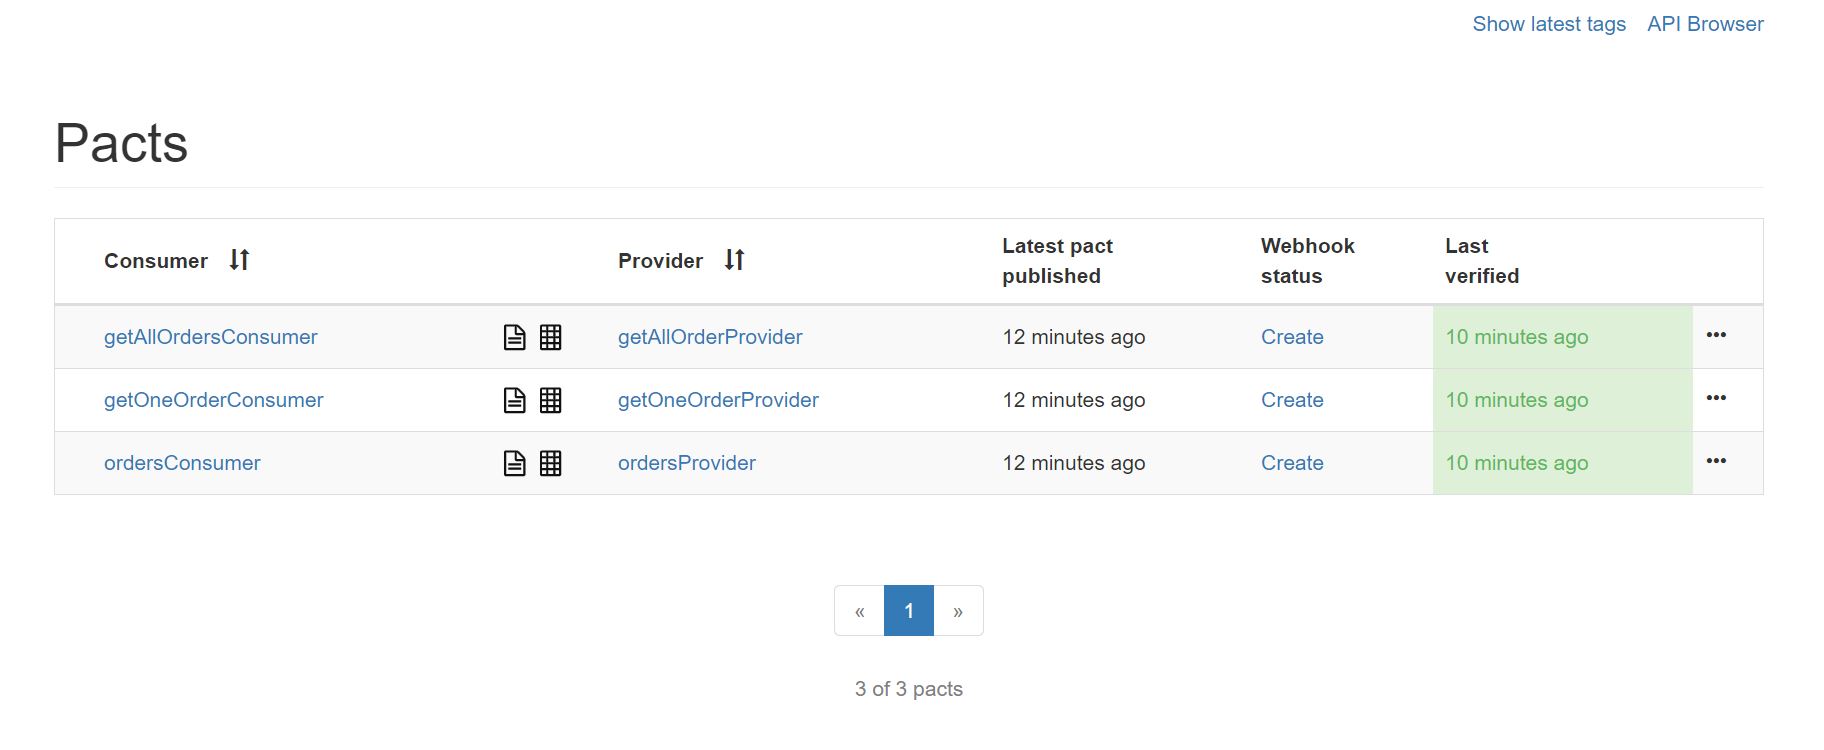 Show latest tags API Browser
Pacts
Consumer Provider Latest pact published Webhook status Last verified
getAllOrdersConsumer getAllOrderProvider 12 minutes ago Create 10 minutes ago
getOneOrderConsumer getOneOrderProvider 12 minutes ago Create 10 minutes ago
ordersConsumer ordersProvider 12 minutes ago Create 10 minutes ago
« 1 »
3 of 3 pacts